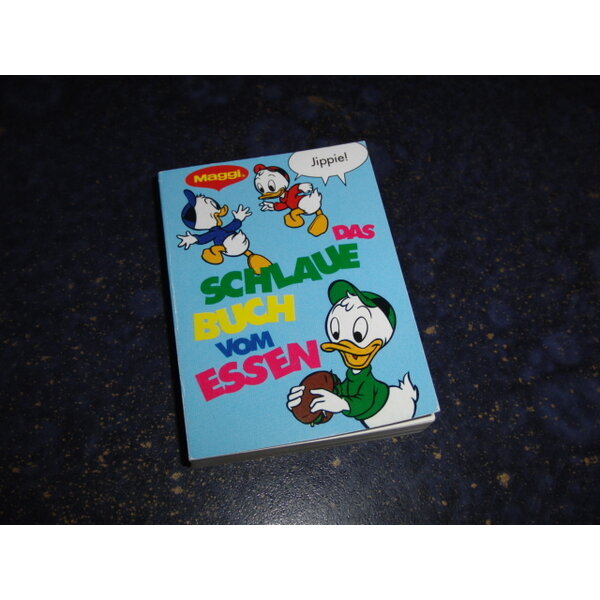 Maggi.
Jippie!
DAS
SCHLAUE
BUCH
VOM
ESSEN